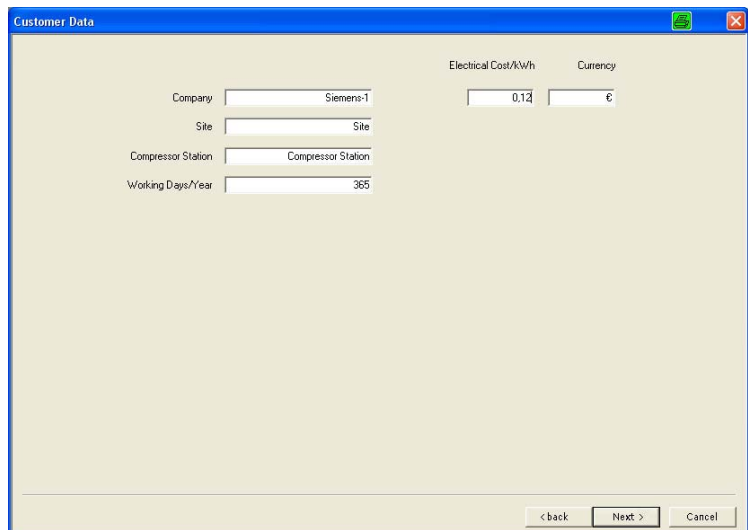 Customer Data
Electrical Cost/kWh Currency
Company Siemens-1 0,12 €
Site Site
Compressor Station Compressor Station
Working Days/Year 365
< back Next > Cancel